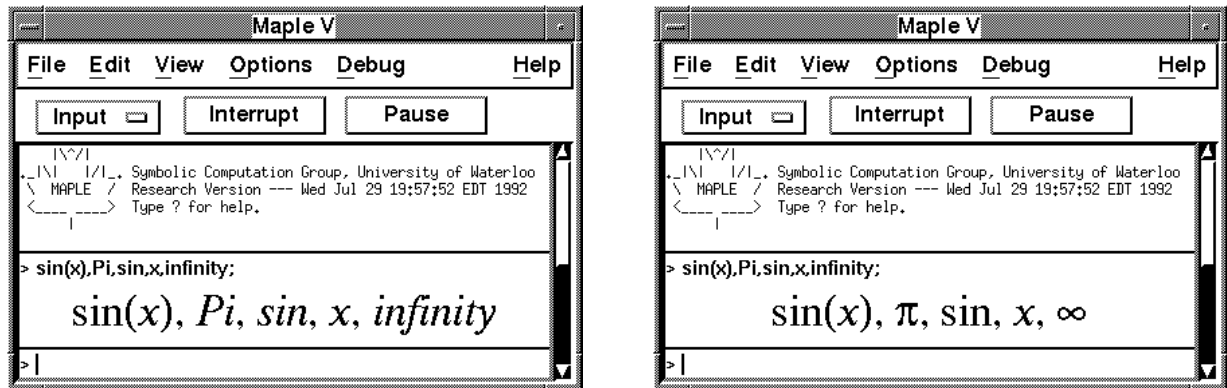 Maple V
File Edit View Options Debug Help
Input Interrupt Pause
|\^/|
._|\| |/|_. Symbolic Computation Group, University of Waterloo
\ MAPLE / Research Version --- Wed Jul 29 19:57:52 EDT 1992
<____ ____> Type ? for help.
|
> sin(x),Pi,sin,x,infinity;
sin(x), Pi, sin, x, infinity
>
Maple V
File Edit View Options Debug Help
Input Interrupt Pause
|\^/|
._|\| |/|_. Symbolic Computation Group, University of Waterloo
\ MAPLE / Research Version --- Wed Jul 29 19:57:52 EDT 1992
<____ ____> Type ? for help.
|
> sin(x),Pi,sin,x,infinity;
sin(x), π, sin, x, ∞
>